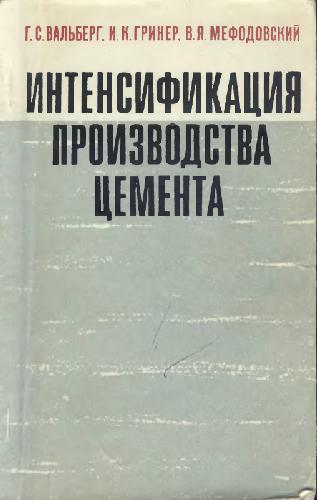 Г. С. ВАЛЬБЕРГ, И. К. ГРИНЕР, В. Я. МЕФОДОВСКИЙ
ИНТЕНСИФИКАЦИЯ
ПРОИЗВОДСТВА
ЦЕМЕНТА